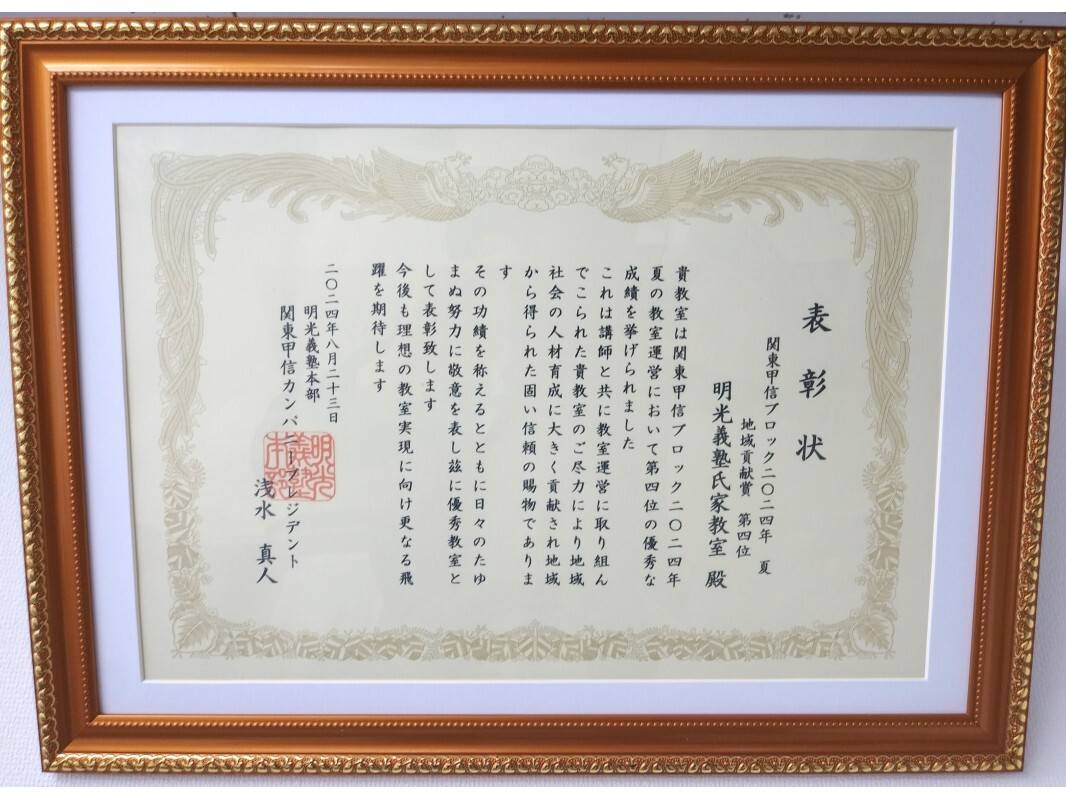 表彰状
関東甲信ブロック二〇二四年 夏
地域貢献賞 第四位
明光義塾氏家教室 殿
貴教室は関東甲信ブロック二〇二四年
夏の教室運営において第四位の優秀な
成績を挙げられました
これは講師と共に教室運営に取り組ん
でこられた貴教室のご尽力により地域
社会の人材育成に大きく貢献され地域
から得られた固い信頼の賜物でありま
す
その功績を称えるとともに日々のたゆ
まぬ努力に敬意を表し茲に優秀教室と
して表彰致します
今後も理想の教室実現に向け更なる飛
躍を期待します
二〇二四年八月二十三日
明光義塾本部
関東甲信カンパニープレジデント
浅水 真人
明光
義塾
本部